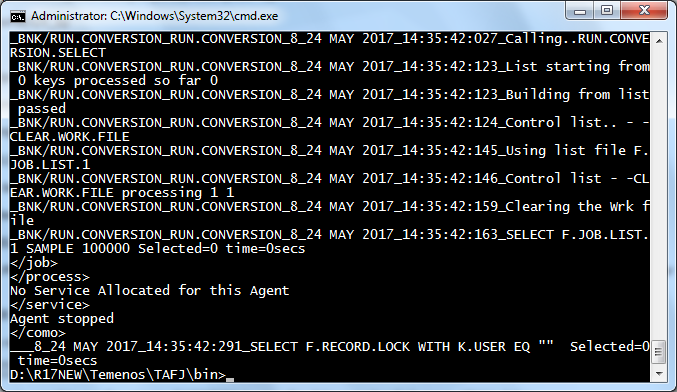 Administrator: C:\Windows\System32\cmd.exe
_BNK/RUN.CONVERSION_RUN.CONVERSION_8_24 MAY 2017_14:35:42:027_Calling..RUN.CONVE
RSION.SELECT
_BNK/RUN.CONVERSION_RUN.CONVERSION_8_24 MAY 2017_14:35:42:123_List starting from
 0 keys processed so far 0
_BNK/RUN.CONVERSION_RUN.CONVERSION_8_24 MAY 2017_14:35:42:123_Building from list
 passed
_BNK/RUN.CONVERSION_RUN.CONVERSION_8_24 MAY 2017_14:35:42:124_Control list.. - -
CLEAR.WORK.FILE
_BNK/RUN.CONVERSION_RUN.CONVERSION_8_24 MAY 2017_14:35:42:145_Using list file F.
JOB.LIST.1
_BNK/RUN.CONVERSION_RUN.CONVERSION_8_24 MAY 2017_14:35:42:146_Control list - -CL
EAR.WORK.FILE processing 1 1
_BNK/RUN.CONVERSION_RUN.CONVERSION_8_24 MAY 2017_14:35:42:159_Clearing the Wrk f
ile
_BNK/RUN.CONVERSION_RUN.CONVERSION_8_24 MAY 2017_14:35:42:163_SELECT F.JOB.LIST.
1 SAMPLE 100000 Selected=0 time=0secs
</job>
</process>
No Service Allocated for this Agent
</service>
Agent stopped
</como>
___8_24 MAY 2017_14:35:42:291_SELECT F.RECORD.LOCK WITH K.USER EQ ""  Selected=0
 time=0secs
D:\R17NEW\Temenos\TAFJ\bin>_